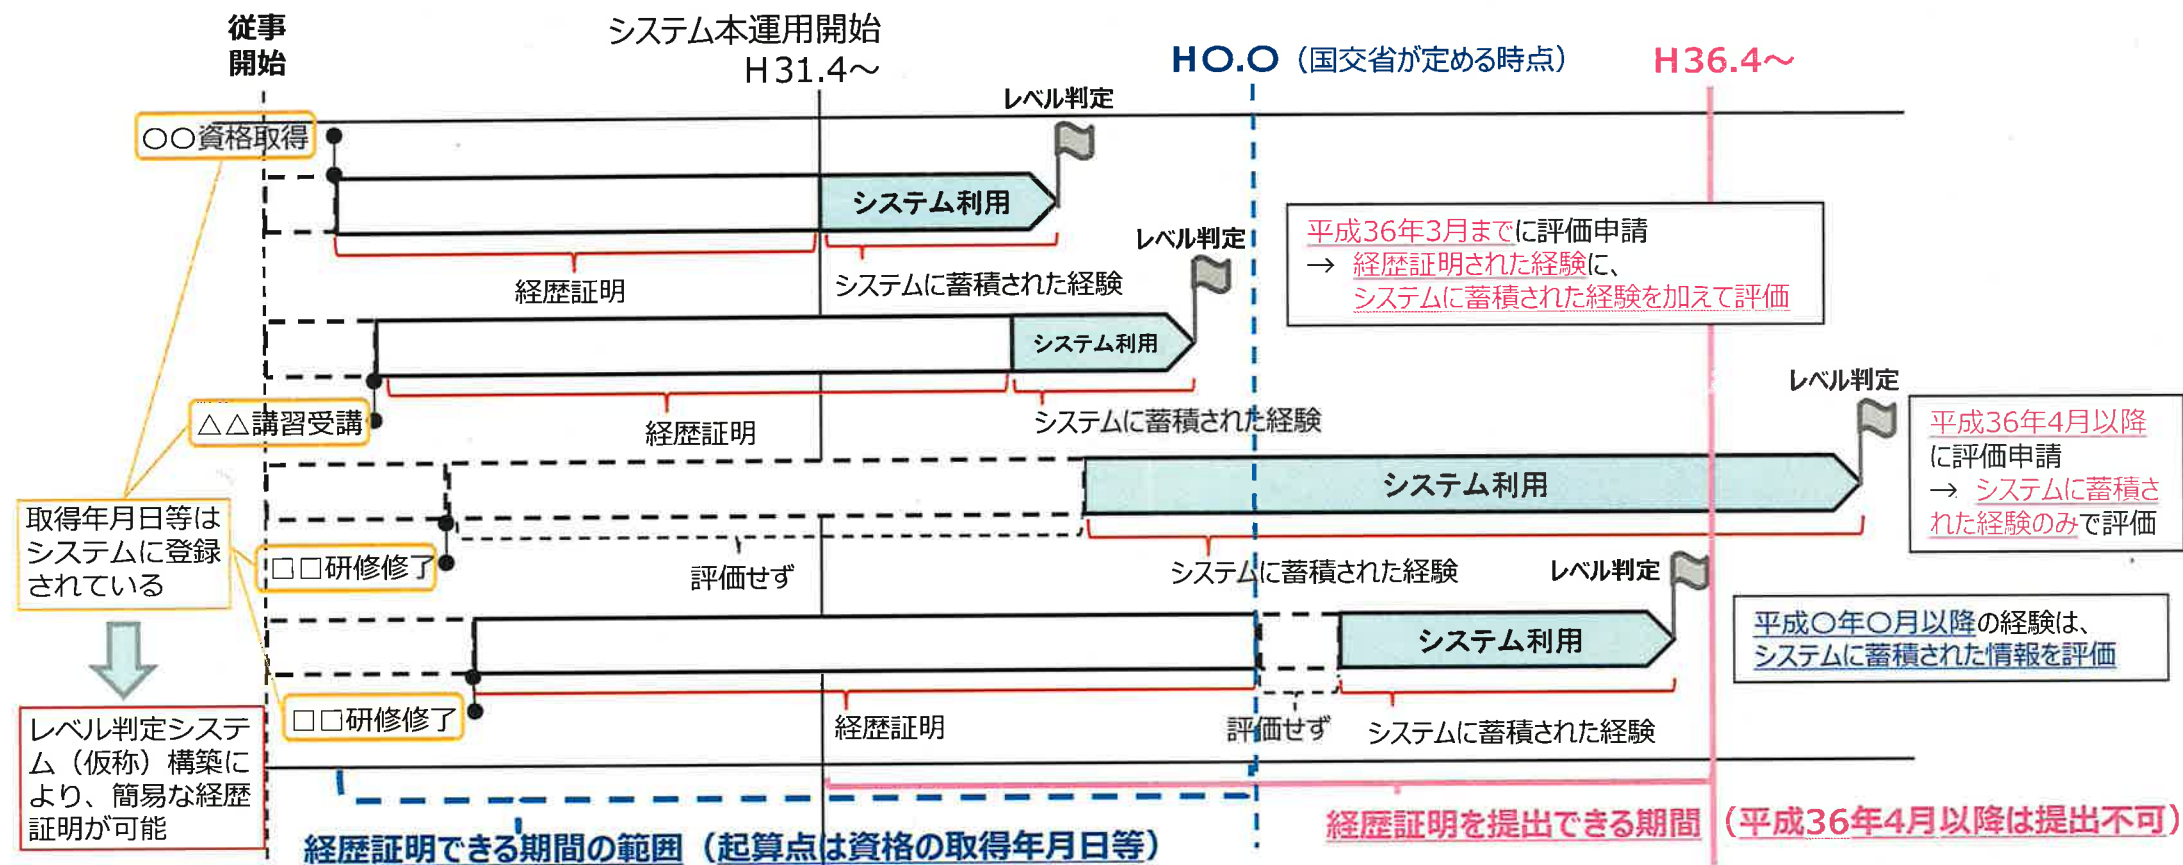 従事
開始
システム本運用開始
H31.4～
H〇.〇（国交省が定める時点）
H36.4～
〇〇資格取得
レベル判定
システム利用
経歴証明
システムに蓄積された経験
平成36年3月までに評価申請
→ 経歴証明された経験に、
システムに蓄積された経験を加えて評価
レベル判定
システム利用
△△講習受講
経歴証明
システムに蓄積された経験
レベル判定
システム利用
平成36年4月以降
に評価申請
→ システムに蓄積さ
れた経験のみで評価
取得年月日等は
システムに登録
されている
□□研修修了
評価せず
システムに蓄積された経験
レベル判定
システム利用
平成〇年〇月以降の経験は、
システムに蓄積された情報を評価
□□研修修了
経歴証明
評価せず
システムに蓄積された経験
レベル判定システ
ム（仮称）構築に
より、簡易な経歴
証明が可能
経歴証明できる期間の範囲（起算点は資格の取得年月日等）
経歴証明を提出できる期間（平成36年4月以降は提出不可）